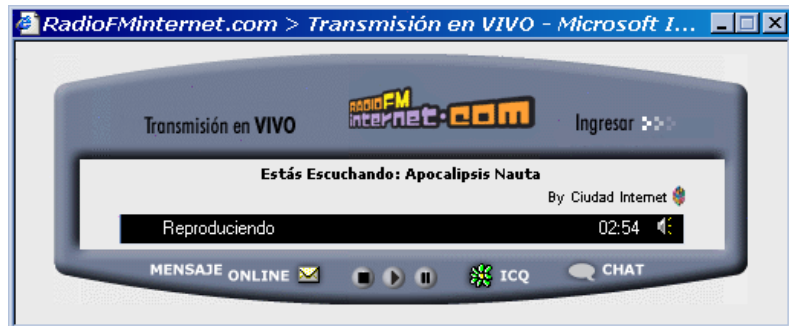 RadioFMinternet.com > Transmisión en VIVO - Microsoft I...
RADIO FM
internet.com
Transmisión en VIVO
Ingresar
Estás Escuchando: Apocalipsis Nauta
By Ciudad Internet
Reproduciendo 02:54
MENSAJE ONLINE ICQ CHAT